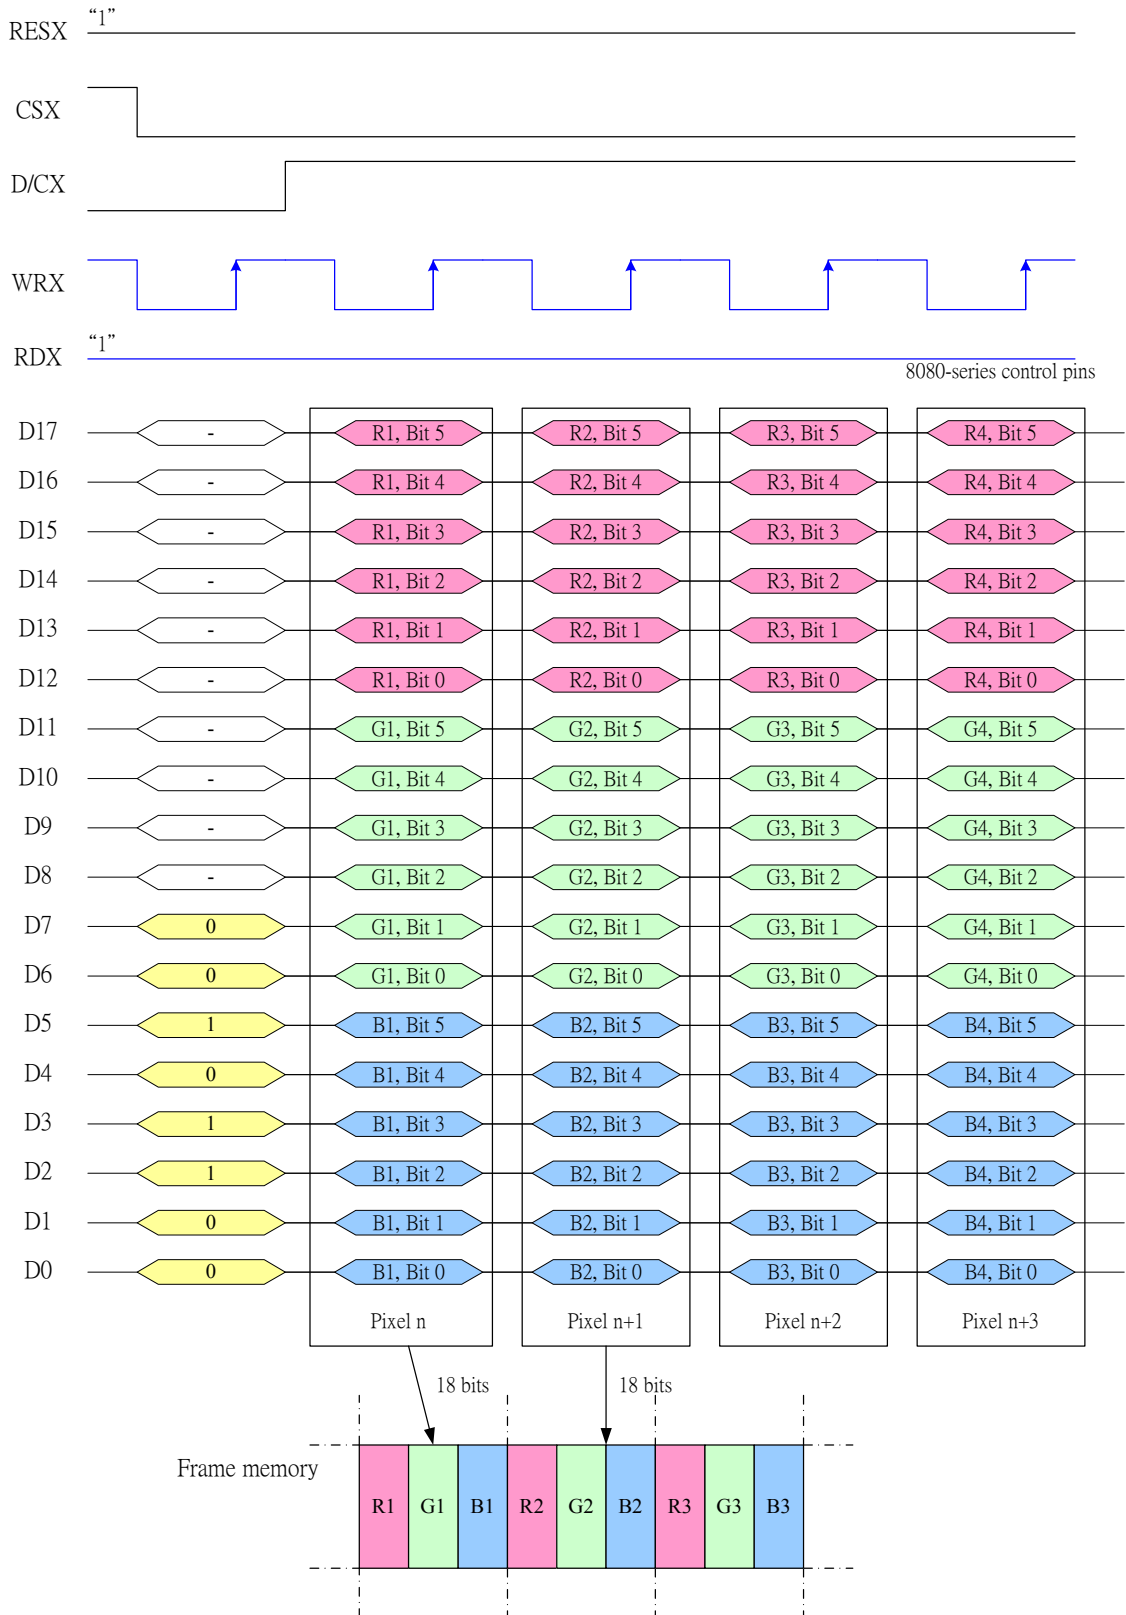 RESX “1”
CSX
D/CX
WRX
RDX “1”
8080-series control pins
D17 - R1, Bit 5 R2, Bit 5 R3, Bit 5 R4, Bit 5
D16 - R1, Bit 4 R2, Bit 4 R3, Bit 4 R4, Bit 4
D15 - R1, Bit 3 R2, Bit 3 R3, Bit 3 R4, Bit 3
D14 - R1, Bit 2 R2, Bit 2 R3, Bit 2 R4, Bit 2
D13 - R1, Bit 1 R2, Bit 1 R3, Bit 1 R4, Bit 1
D12 - R1, Bit 0 R2, Bit 0 R3, Bit 0 R4, Bit 0
D11 - G1, Bit 5 G2, Bit 5 G3, Bit 5 G4, Bit 5
D10 - G1, Bit 4 G2, Bit 4 G3, Bit 4 G4, Bit 4
D9 - G1, Bit 3 G2, Bit 3 G3, Bit 3 G4, Bit 3
D8 - G1, Bit 2 G2, Bit 2 G3, Bit 2 G4, Bit 2
D7 0 G1, Bit 1 G2, Bit 1 G3, Bit 1 G4, Bit 1
D6 0 G1, Bit 0 G2, Bit 0 G3, Bit 0 G4, Bit 0
D5 1 B1, Bit 5 B2, Bit 5 B3, Bit 5 B4, Bit 5
D4 0 B1, Bit 4 B2, Bit 4 B3, Bit 4 B4, Bit 4
D3 1 B1, Bit 3 B2, Bit 3 B3, Bit 3 B4, Bit 3
D2 1 B1, Bit 2 B2, Bit 2 B3, Bit 2 B4, Bit 2
D1 0 B1, Bit 1 B2, Bit 1 B3, Bit 1 B4, Bit 1
D0 0 B1, Bit 0 B2, Bit 0 B3, Bit 0 B4, Bit 0
Pixel n Pixel n+1 Pixel n+2 Pixel n+3
18 bits 18 bits
Frame memory
R1 G1 B1 R2 G2 B2 R3 G3 B3